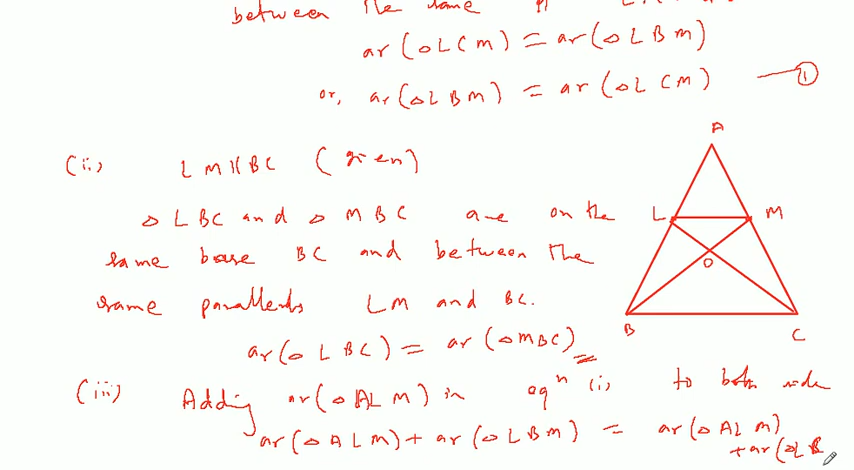 between the same
ar (△LCM) = ar (△LBM)
or, ar (△LBM) = ar (△LCM) — ①
(ii) LM∥BC (given)
△LBC and △MBC are on the
same base BC and between the
same parallels LM and BC.
ar (△LBC) = ar (△MBC)
(iii) Adding ar (△ALM) in eqⁿ (i) to both side
ar (△ALM) + ar (△LBM) = ar (△ALM)
+ ar (△LB
A
L M
O
B C